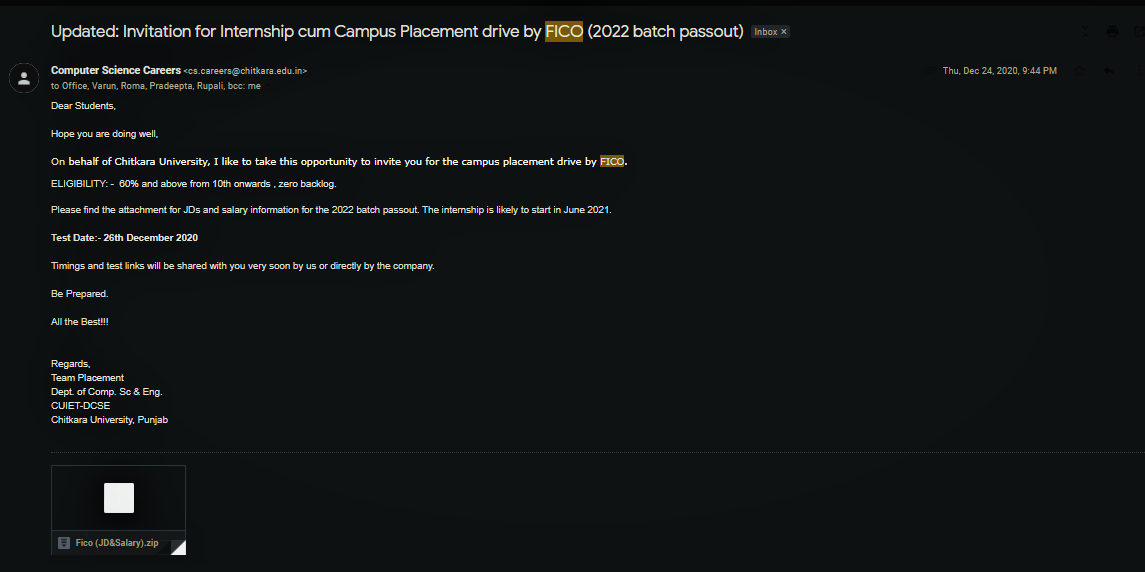 Updated: Invitation for Internship cum Campus Placement drive by FICO (2022 batch passout) Inbox ×
Computer Science Careers <cs.careers@chitkara.edu.in> Thu, Dec 24, 2020, 9:44 PM
to Office, Varun, Roma, Pradeepta, Rupali, bcc: me
Dear Students,
Hope you are doing well,
On behalf of Chitkara University, I like to take this opportunity to invite you for the campus placement drive by FICO.
ELIGIBILITY: - 60% and above from 10th onwards , zero backlog.
Please find the attachment for JDs and salary information for the 2022 batch passout. The internship is likely to start in June 2021.
Test Date:- 26th December 2020
Timings and test links will be shared with you very soon by us or directly by the company.
Be Prepared.
All the Best!!!
Regards,
Team Placement
Dept. of Comp. Sc & Eng.
CUIET-DCSE
Chitkara University, Punjab
Fico (JD&Salary).zip